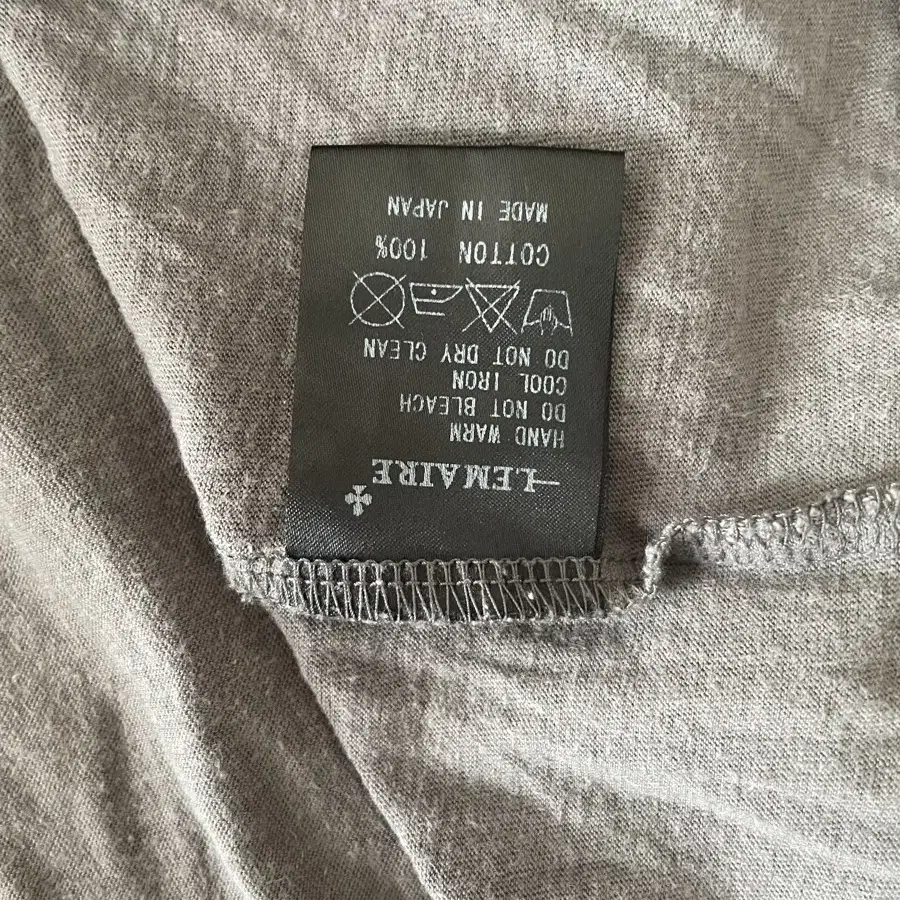 LEMAIRE
HAND WARM
DO NOT BLEACH
COOL IRON
DO NOT DRY CLEAN
COTTON 100%
MADE IN JAPAN